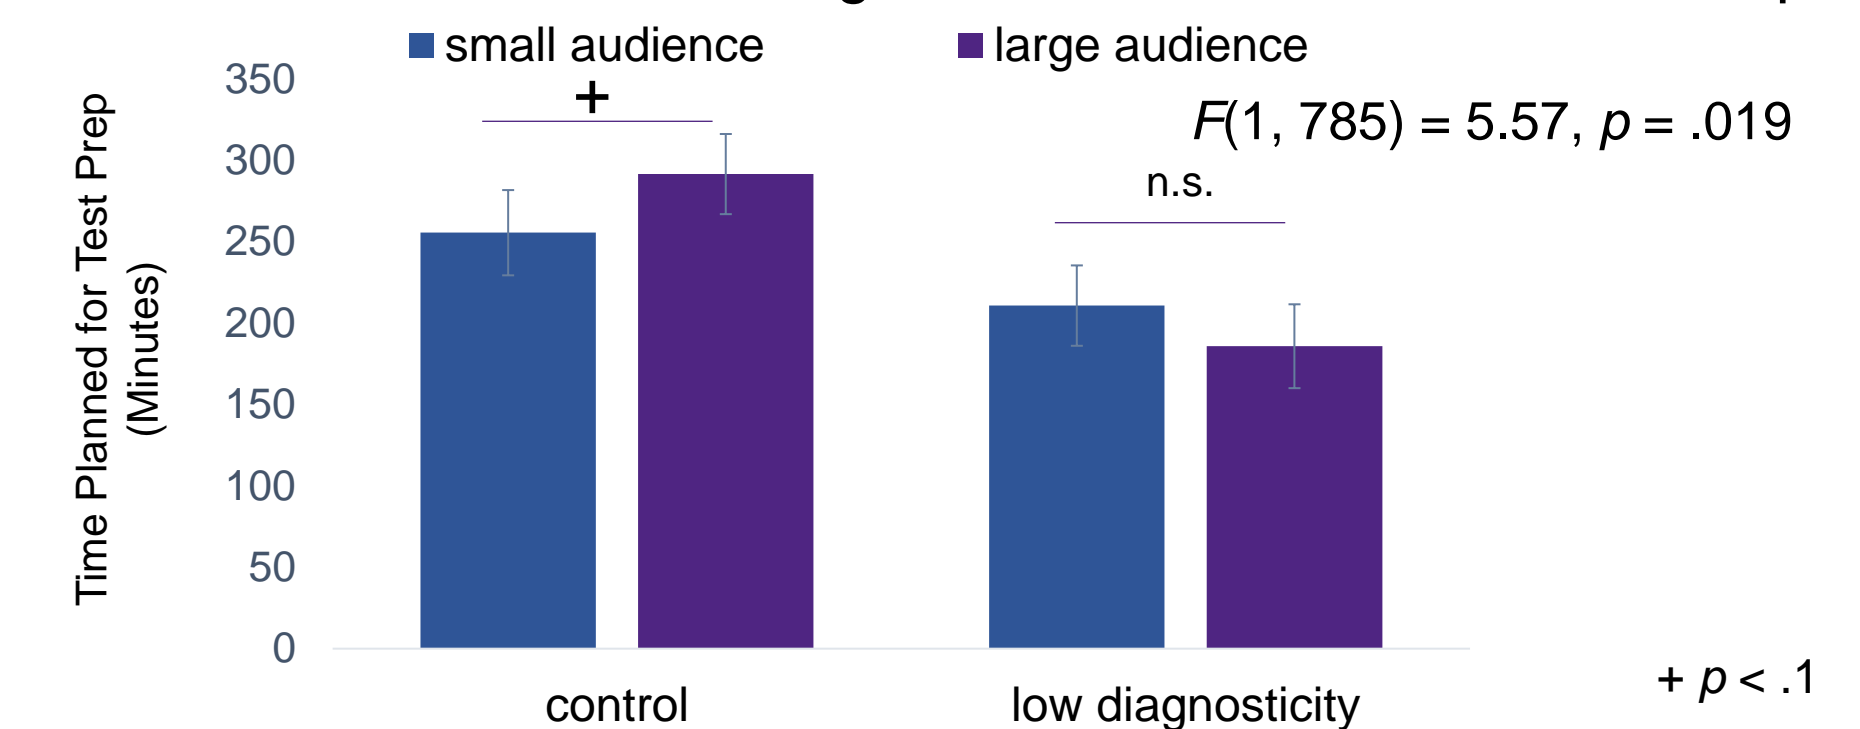 small audience
large audience
350
300
250
200
150
100
50
0
Time Planned for Test Prep
(Minutes)
+
F(1, 785) = 5.57, p = .019
n.s.
control
low diagnosticity
+ p < .1